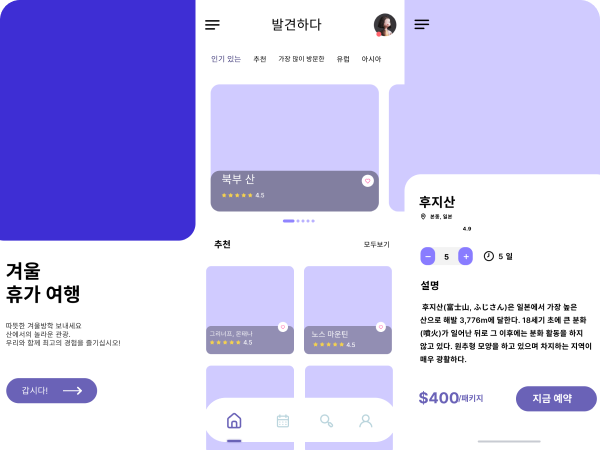 겨울
휴가 여행
따뜻한 겨울방학 보내세요
산에서의 놀라운 관광.
우리와 함께 최고의 경험을 즐기십시오!
갑시다!
발견하다
인기 있는
추천
가장 많이 방문한
유럽
아시아
북부 산
4.5
추천
모두보기
그라니프, 몬태나
4.5
노스 마운틴
4.5
후지산
혼동, 일본
4.9
5
5 일
설명
후지산(富士山, ふじさん)은 일본에서 가장 높은
산으로 해발 3,776m에 달한다. 18세기 초에 큰 분화
(噴火)가 일어난 뒤로 그 이후에는 분화 활동을 하지
않고 있다. 원추형 모양을 하고 있으며 차지하는 지역이
매우 광활하다.
$400/패키지
지금 예약